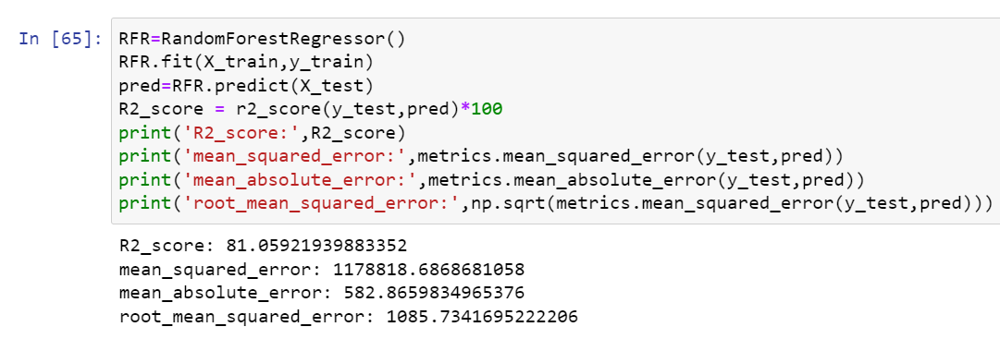 In [65]: RFR=RandomForestRegressor()
RFR.fit(X_train,y_train)
pred=RFR.predict(X_test)
R2_score = r2_score(y_test,pred)*100
print('R2_score:',R2_score)
print('mean_squared_error:',metrics.mean_squared_error(y_test,pred))
print('mean_absolute_error:',metrics.mean_absolute_error(y_test,pred))
print('root_mean_squared_error:',np.sqrt(metrics.mean_squared_error(y_test,pred)))
R2_score: 81.05921939883352
mean_squared_error: 1178818.6868681058
mean_absolute_error: 582.8659834965376
root_mean_squared_error: 1085.7341695222206